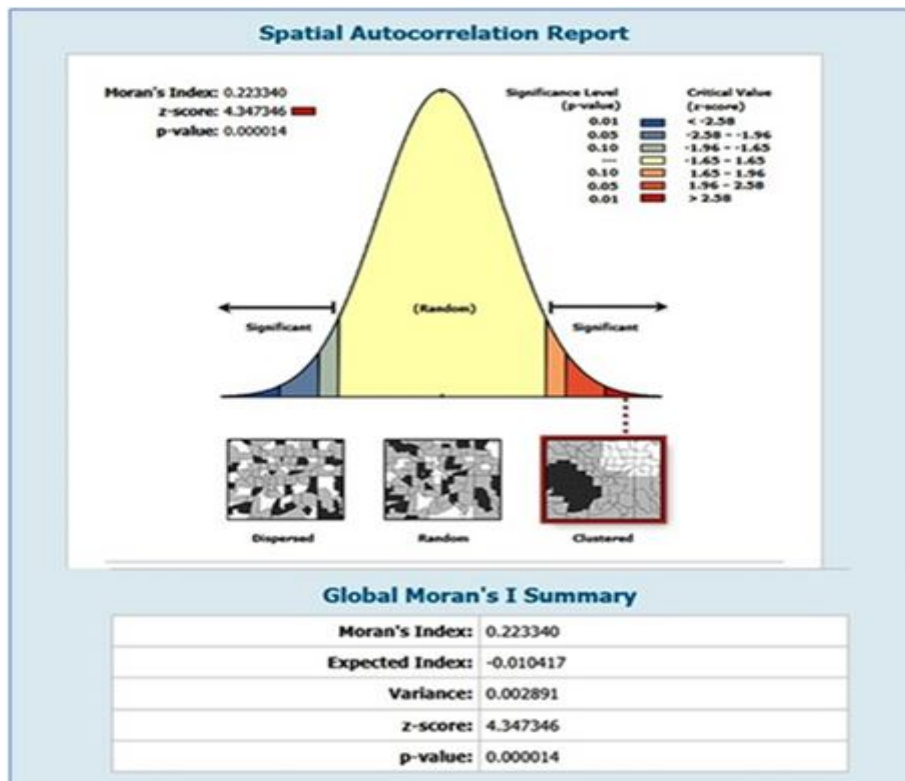 Spatial Autocorrelation Report
Moran's Index: 0.223340
z-score: 4.347346
p-value: 0.000014
Significance Level
(p-value)
Critical Value
(z-score)
0.01 < -2.58
0.05 -2.58 - -1.96
0.10 -1.96 - -1.65
--- -1.65 - 1.65
0.10 1.65 - 1.96
0.05 1.96 - 2.58
0.01 > 2.58
Significant
(Random)
Significant
Dispersed
Random
Clustered
Global Moran's I Summary
Moran's Index: 0.223340
Expected Index: -0.010417
Variance: 0.002891
z-score: 4.347346
p-value: 0.000014